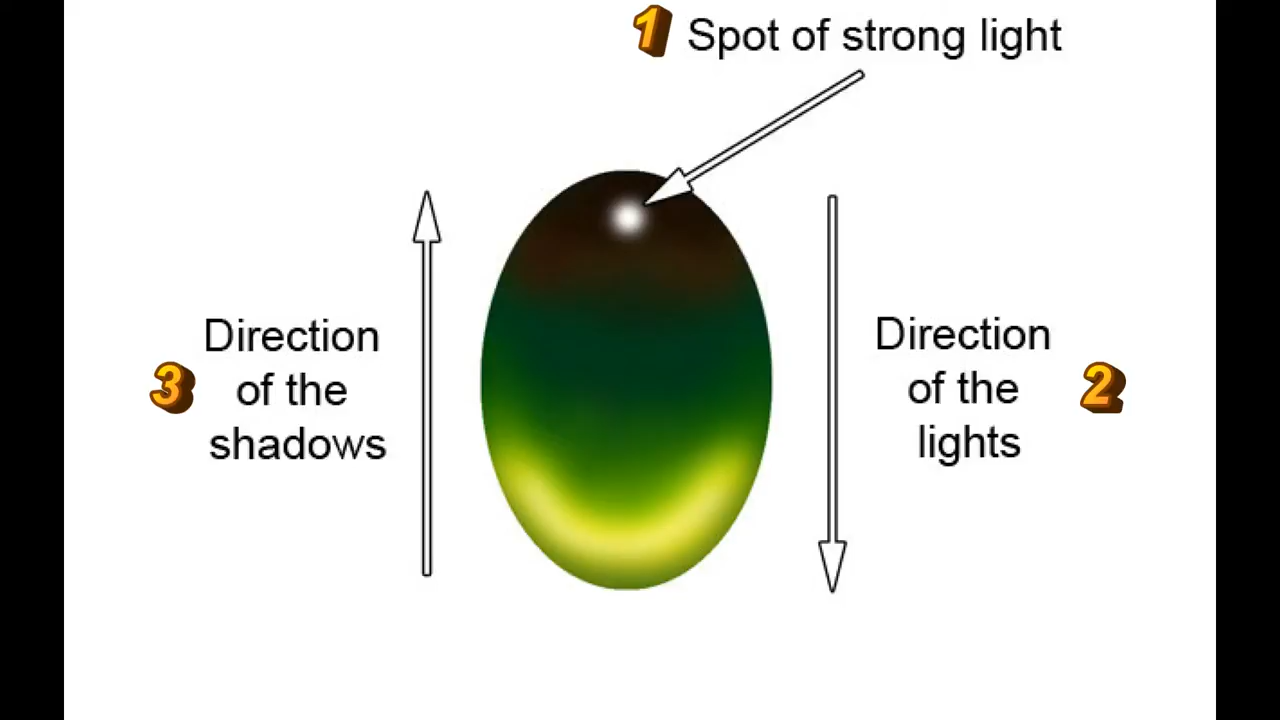 1 Spot of strong light
3 Direction
of the
shadows
Direction
of the 2
lights